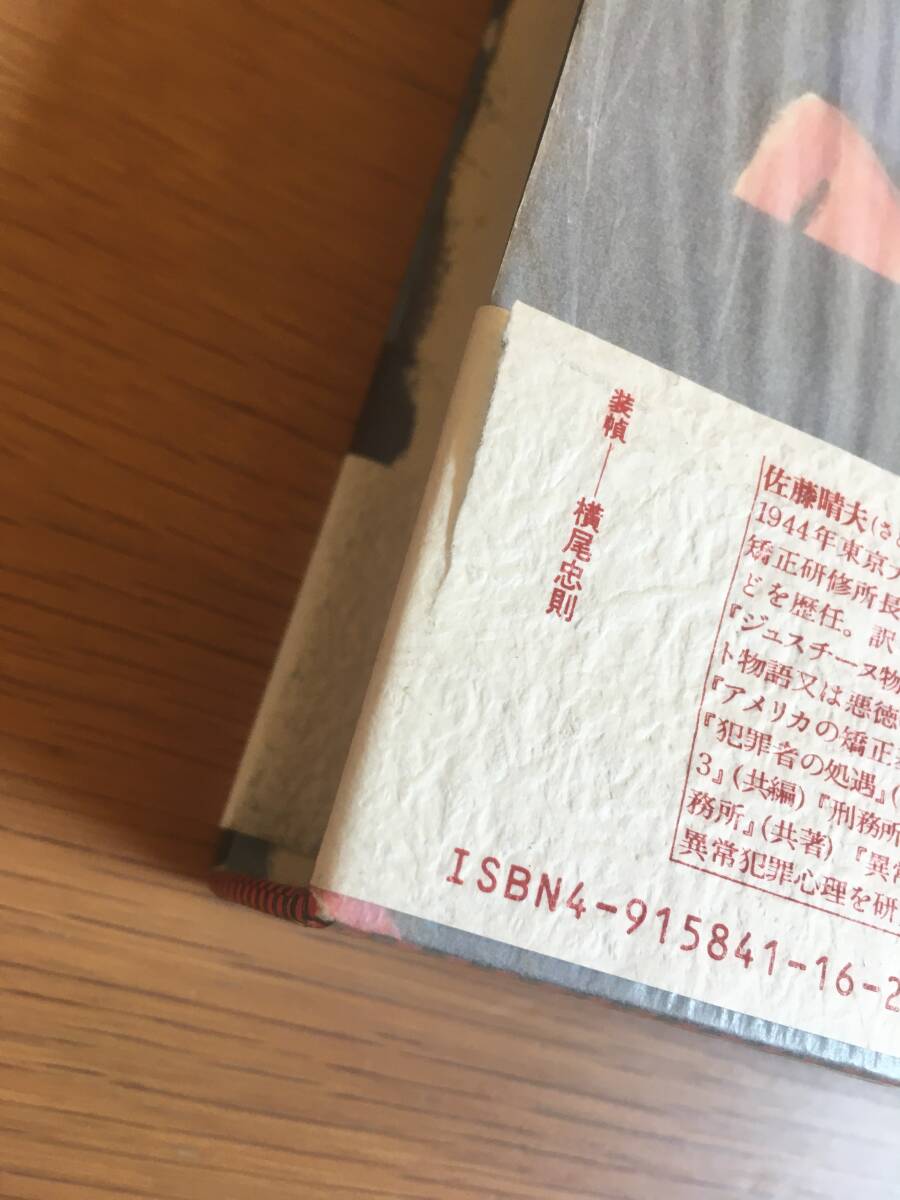 装幀――横尾忠則
佐藤晴夫(さ
1944年東京
矯正研修所長
どを歴任。訳
『ジュスチーヌ物
ト物語又は悪徳
『アメリカの矯正
『犯罪者の処遇』(
3』(共編)『刑務所
務所』(共著)『異常
異常犯罪心理を研
ISBN4-915841-16-2